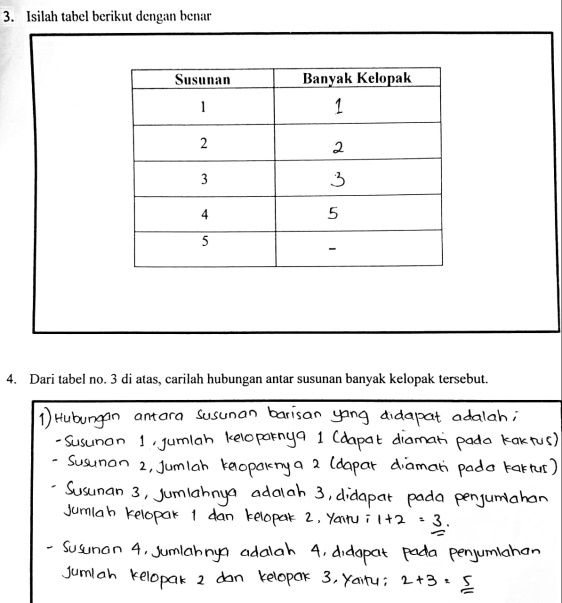 3. Isilah tabel berikut dengan benar
Susunan Banyak Kelopak
1 1
2 2
3 3
4 5
5 -
4. Dari tabel no. 3 di atas, carilah hubungan antar susunan banyak kelopak tersebut.
1) Hubungan antara susunan barisan yang didapat adalah ;
- Susunan 1, jumlah kelopaknya 1 (dapat diamati pada kaktus)
- Susunan 2, jumlah kelopaknya 2 (dapat diamati pada kaktus)
- Susunan 3, jumlahnya adalah 3, didapat pada penjumlahan
jumlah kelopak 1 dan kelopak 2, yaitu ; 1+2 = 3.
- Susunan 4, jumlahnya adalah 4, didapat pada penjumlahan
jumlah kelopak 2 dan kelopak 3, yaitu ; 2+3 = 5